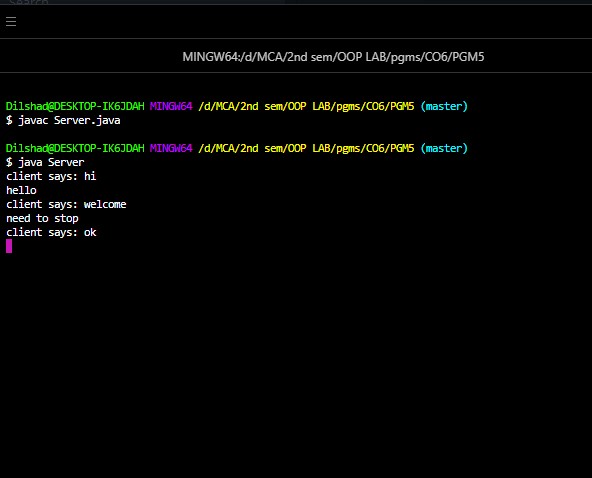 Search
MINGW64:/d/MCA/2nd sem/OOP LAB/pgms/CO6/PGM5
Dilshad@DESKTOP-IK6JDAH MINGW64 /d/MCA/2nd sem/OOP LAB/pgms/CO6/PGM5 (master)
$ javac Server.java
Dilshad@DESKTOP-IK6JDAH MINGW64 /d/MCA/2nd sem/OOP LAB/pgms/CO6/PGM5 (master)
$ java Server
client says: hi
hello
client says: welcome
need to stop
client says: ok